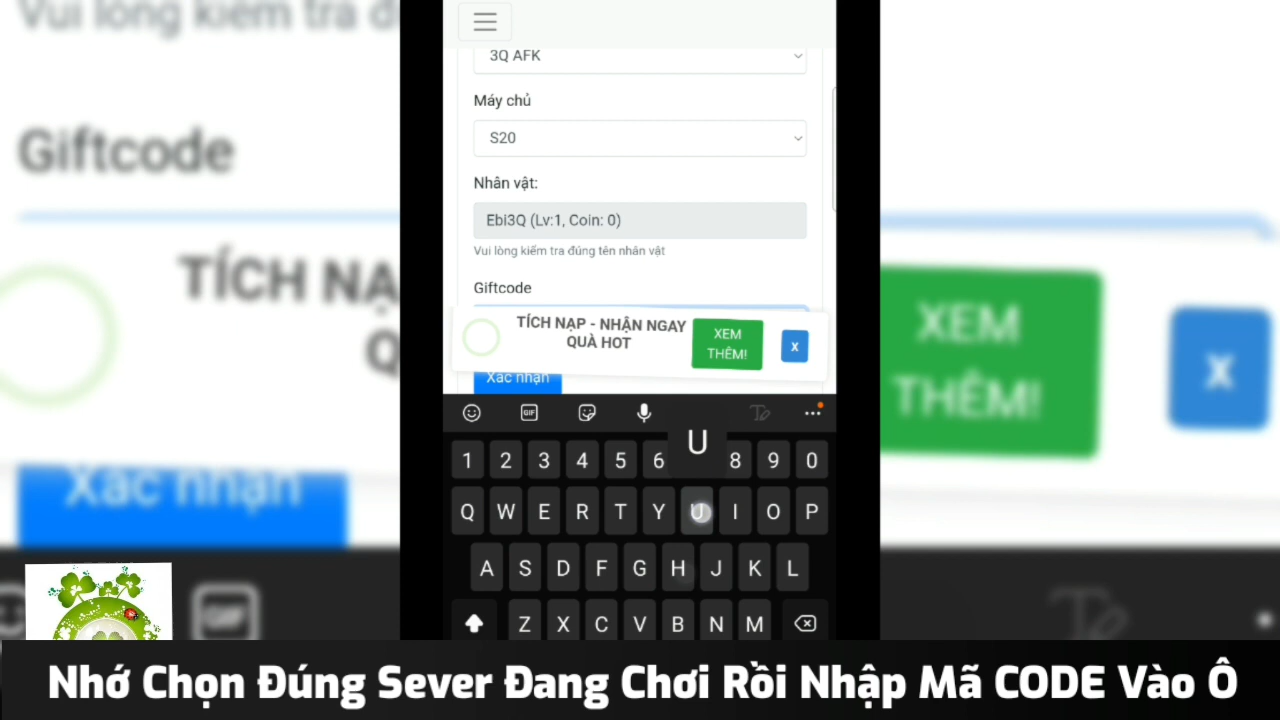 Vui lòng kiểm tra đ
3Q AFK
Máy chủ
S20
Nhân vật:
Ebi3Q (Lv:1, Coin: 0)
Vui lòng kiểm tra đúng tên nhân vật
Giftcode
Giftcode
TÍCH NẠP - NHẬN NGAY
QUÀ HOT
XEM
THÊM!
X
TÍCH NẠ
Q
XEM
THÊM!
X
Xác nhận
Xác nhận
GIF
GIF
U
1 2 3 4 5 6 8 9 0
Q W E R T Y U I O P
A S D F G H J K L
Z X C V B N M
Nhớ Chọn Đúng Sever Đang Chơi Rồi Nhập Mã CODE Vào Ô